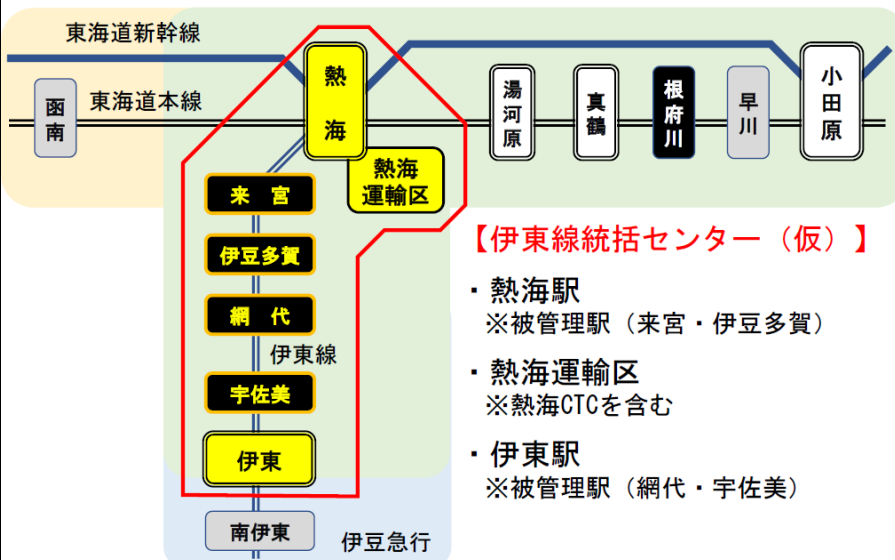 東海道新幹線
東海道本線
函南
熱海
湯河原
真鶴
根府川
早川
小田原
熱海
運輸区
来宮
伊豆多賀
網代
伊東線
宇佐美
伊東
南伊東
伊豆急行
【伊東線統括センター（仮）】
・熱海駅
※被管理駅（来宮・伊豆多賀）
・熱海運輸区
※熱海CTCを含む
・伊東駅
※被管理駅（網代・宇佐美）